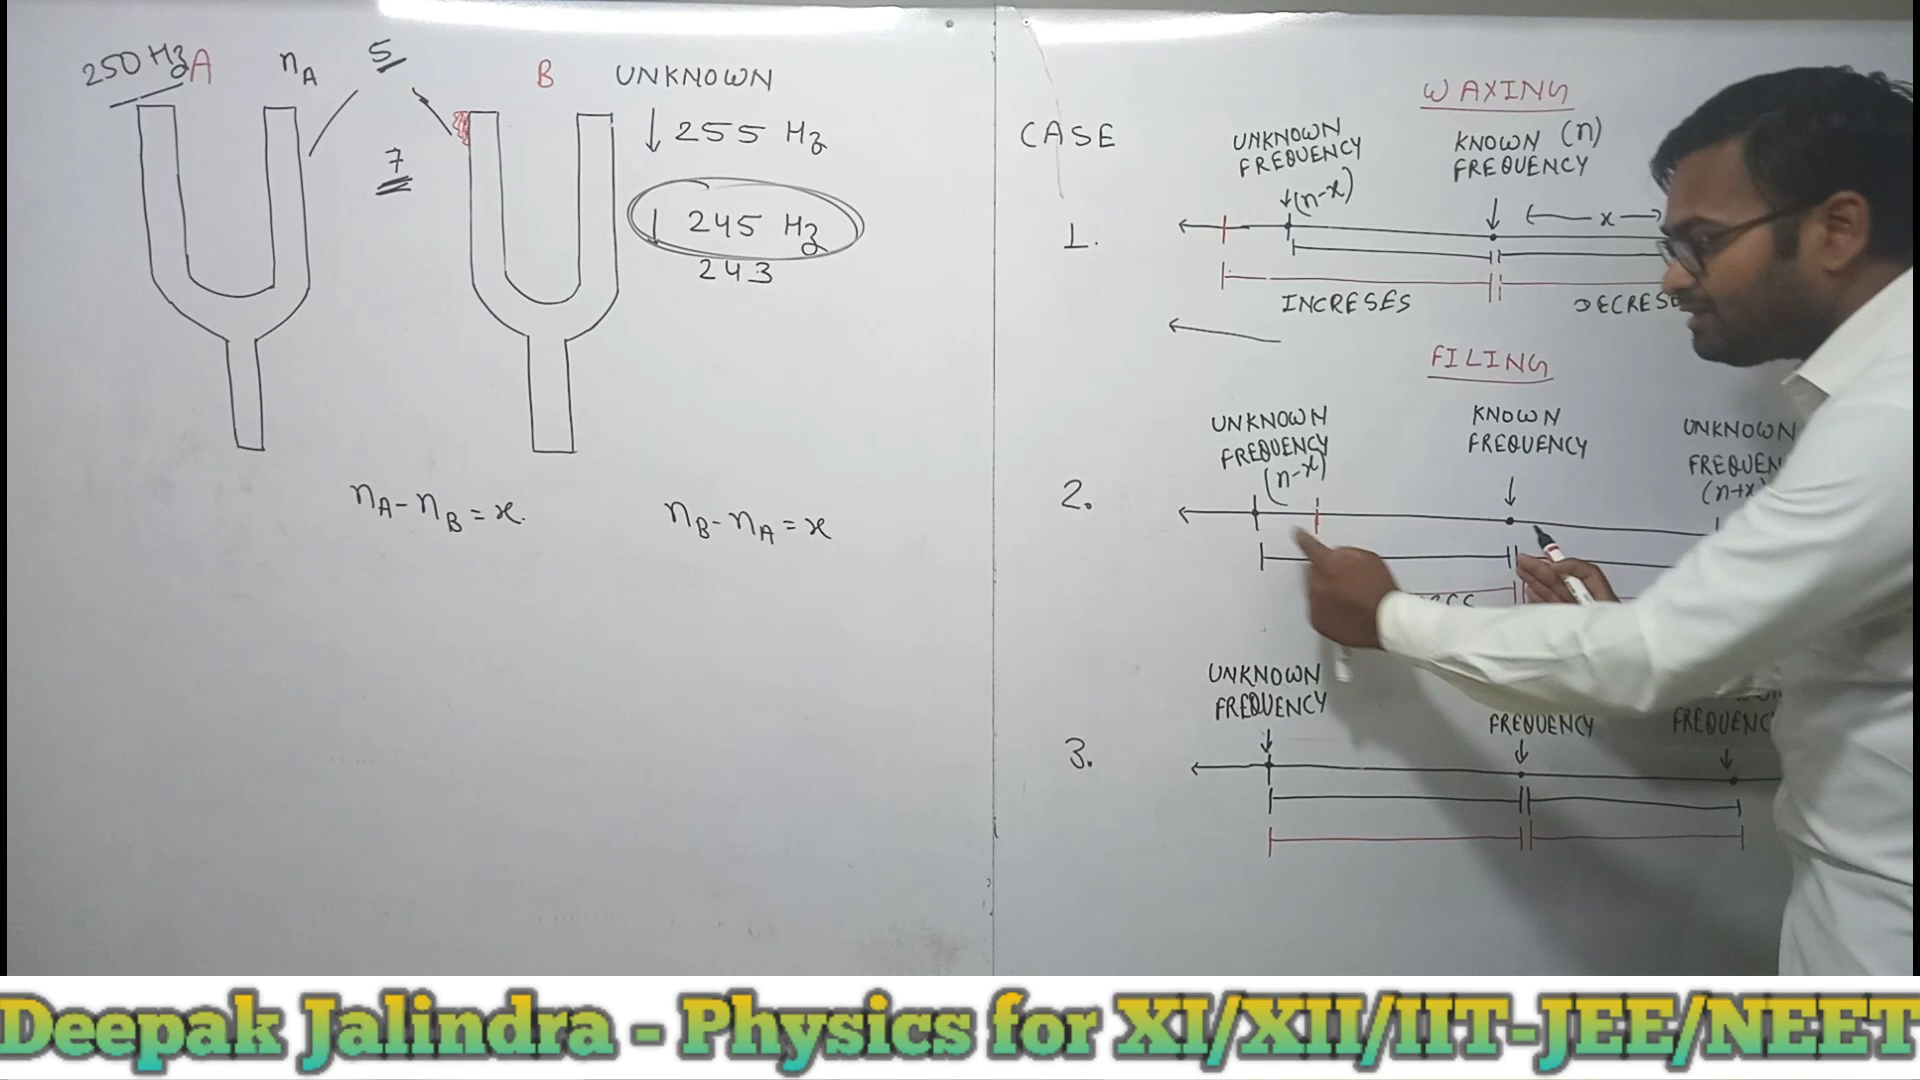 250 Hz A
nA
5
B
UNKNOWN
↓ 255 Hz
7
↓ 245 Hz
243
nA - nB = x.
nB - nA = x
WAXING
CASE
UNKNOWN
FREQUENCY
(n-x)
KNOWN (n)
FREQUENCY
x
1.
INCRESES
FILING
UNKNOWN
FREQUENCY
(n-x)
KNOWN
FREQUENCY
UNKNOWN
(n+x)
2.
UNKNOWN
FREQUENCY
FREQUENCY
3.
Deepak Jalindra - Physics for XI/XII/IIT-JEE/NEET